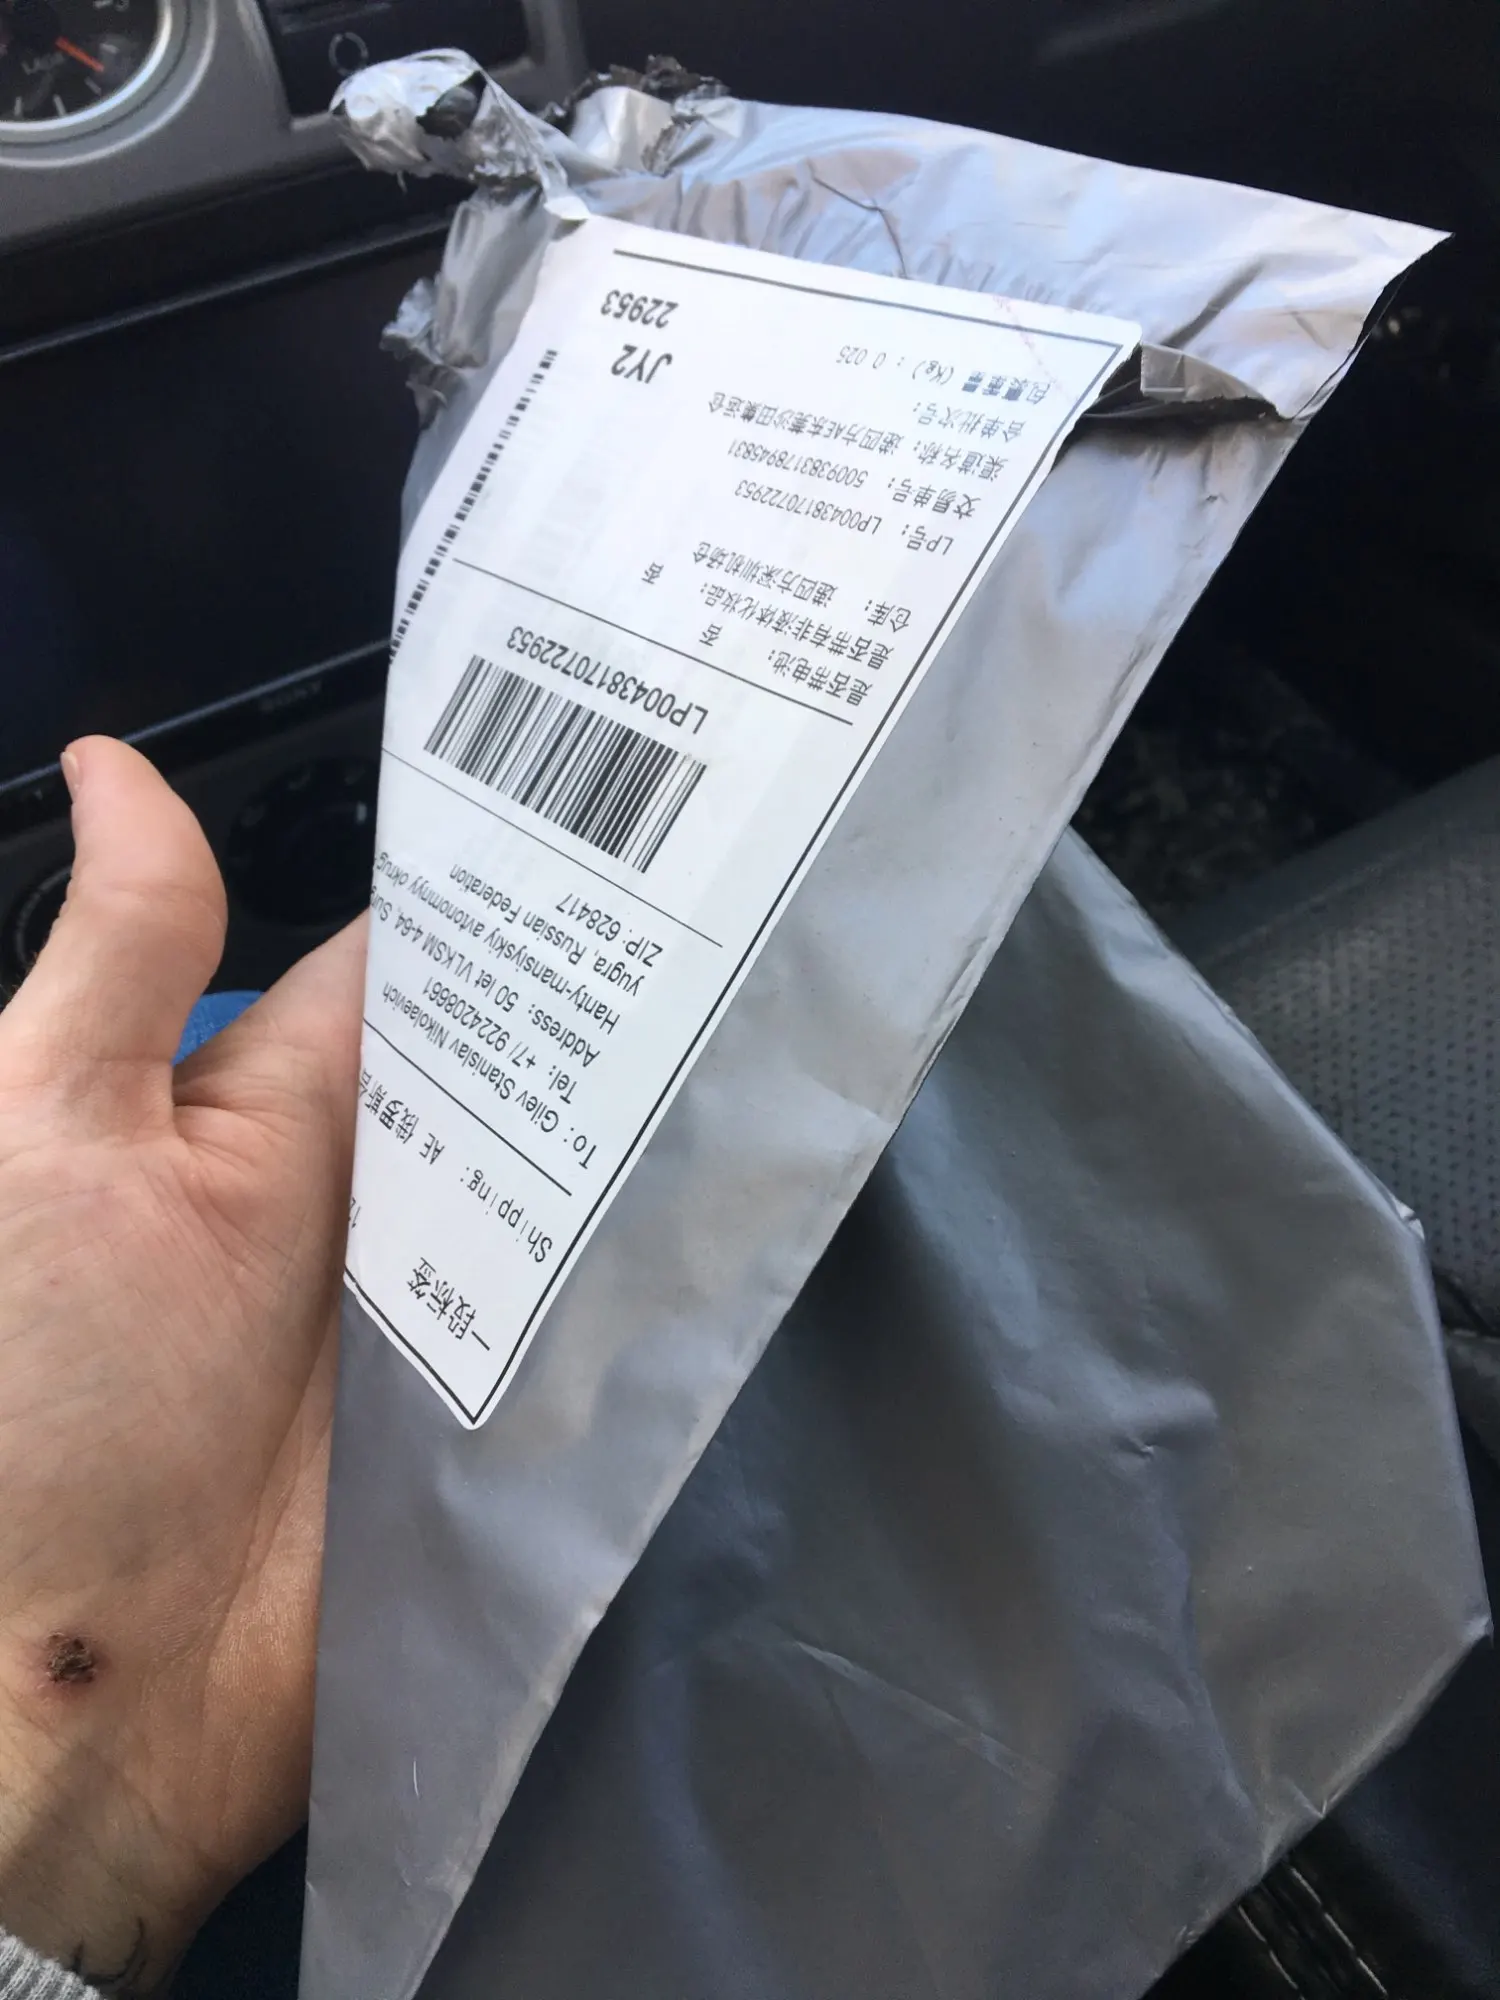 一段标签
Shipping: AE 俄罗斯合
To: Gilev Stanislav Nikolaevich
Tel: +7/ 9224208661
Address: 50 let VLKSM 4-64, Sur
Hanty-mansiyskiy avtonomnyy okrug
yugra, Russian Federation
ZIP: 628417
LP00438170722953
是否带电池: 否
是否带有非液体化妆品: 否
仓库: 递四方深圳机场仓
LP号: LP00438170722953
交易单号: 5009383178945831
渠道名称: 递四方AE东莞沙田集运仓
合单批次号:
包裹重量 (Kg) : 0.025
JY2
22953